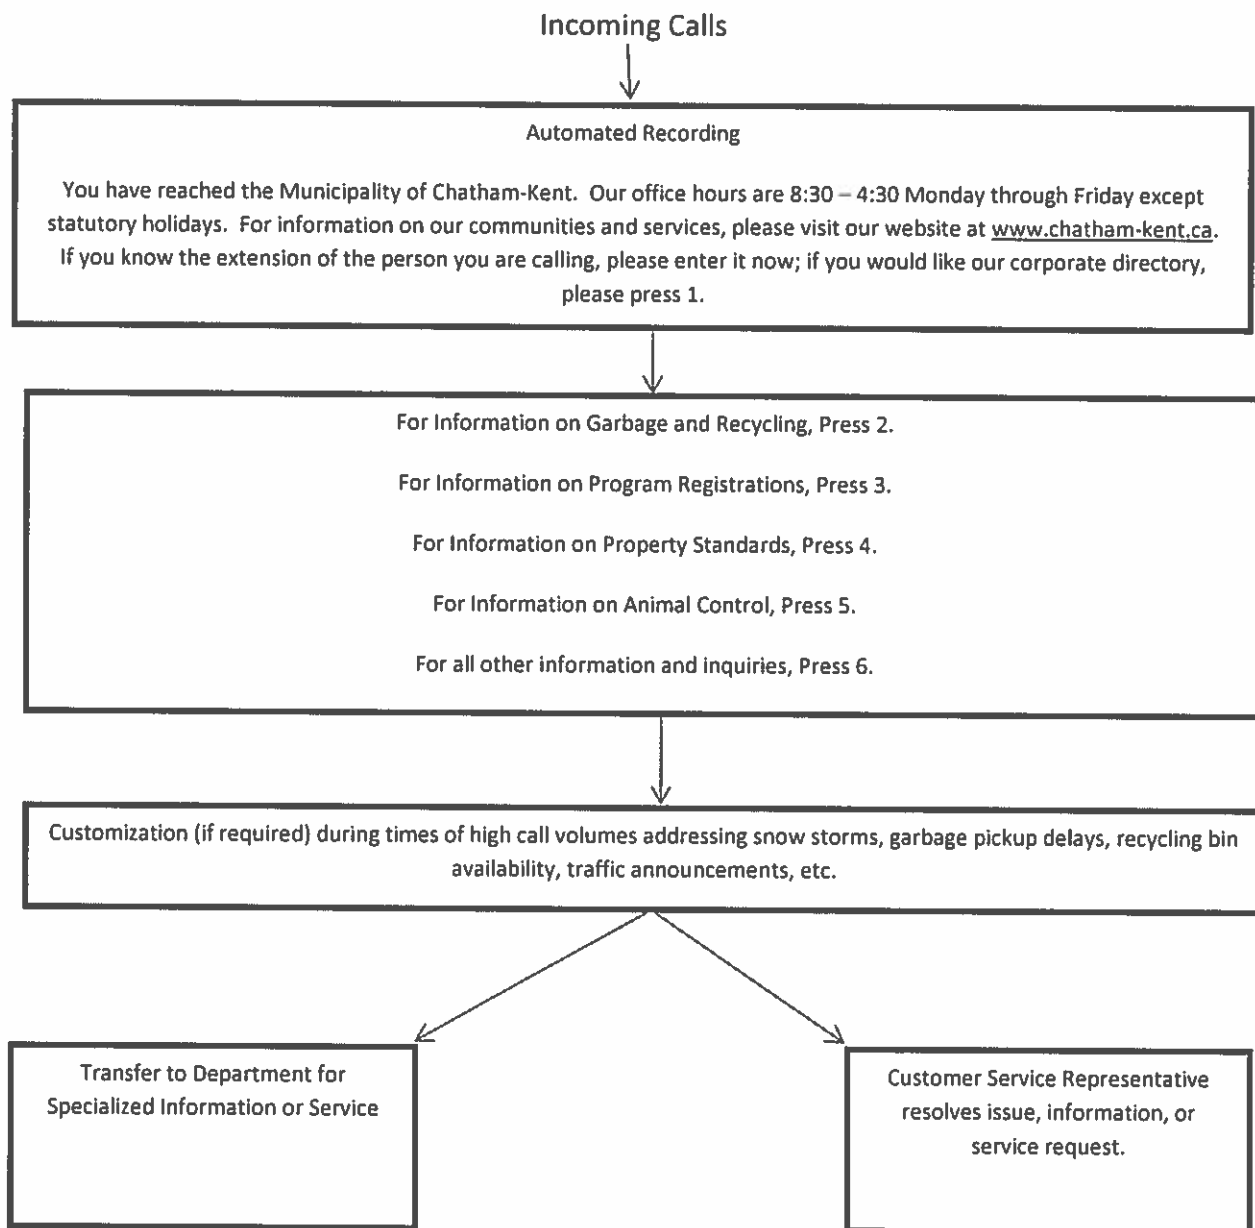 Incoming Calls
Automated Recording
You have reached the Municipality of Chatham-Kent. Our office hours are 8:30 – 4:30 Monday through Friday except
statutory holidays. For information on our communities and services, please visit our website at www.chatham-kent.ca.
If you know the extension of the person you are calling, please enter it now; if you would like our corporate directory,
please press 1.
For Information on Garbage and Recycling, Press 2.
For Information on Program Registrations, Press 3.
For Information on Property Standards, Press 4.
For Information on Animal Control, Press 5.
For all other information and inquiries, Press 6.
Customization (if required) during times of high call volumes addressing snow storms, garbage pickup delays, recycling bin
availability, traffic announcements, etc.
Transfer to Department for
Specialized Information or Service
Customer Service Representative
resolves issue, information, or
service request.